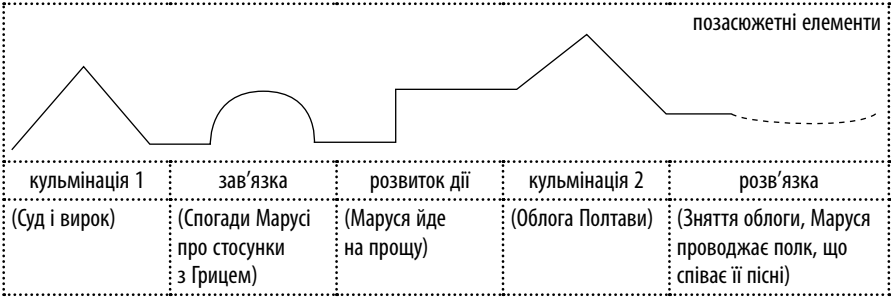 позасюжетні елементи
кульмінація 1
зав’язка
розвиток дії
кульмінація 2
розв’язка
(Суд і вирок)
(Спогади Марусі
про стосунки
з Грицем)
(Маруся йде
на прощу)
(Облога Полтави)
(Зняття облоги, Маруся
проводжає полк, що
співає її пісні)